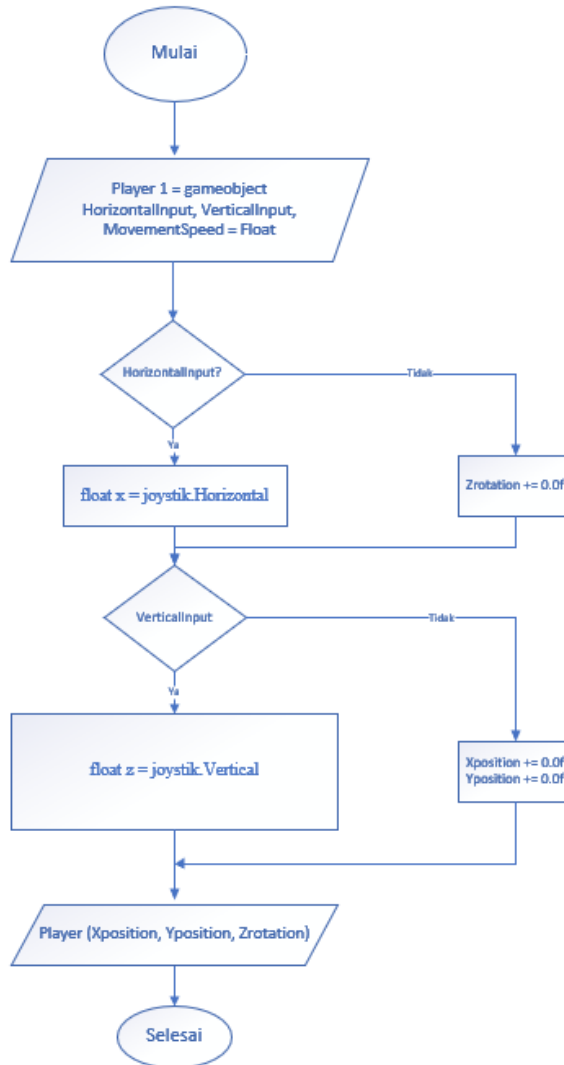 Mulai
Player 1 = gameobject
HorizontalInput, VerticalInput,
MovementSpeed = Float
HorizontalInput?
Tidak
Ya
float x = joystik.Horizontal
Zrotation += 0.0f
VerticalInput
Tidak
Ya
float z = joystik.Vertical
Xposition += 0.0f
Yposition += 0.0f
Player (Xposition, Yposition, Zrotation)
Selesai